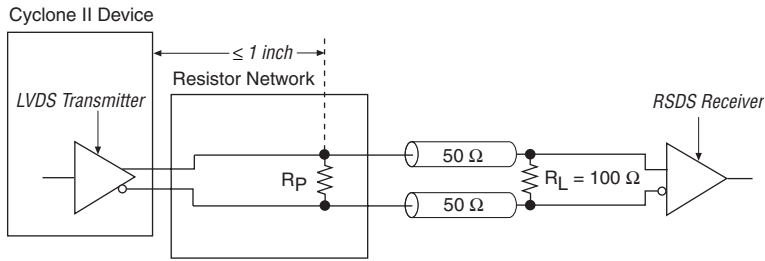 Cyclone II Device
≤ 1 inch
Resistor Network
LVDS Transmitter
RSDS Receiver
50 Ω
RP
RL = 100 Ω
50 Ω